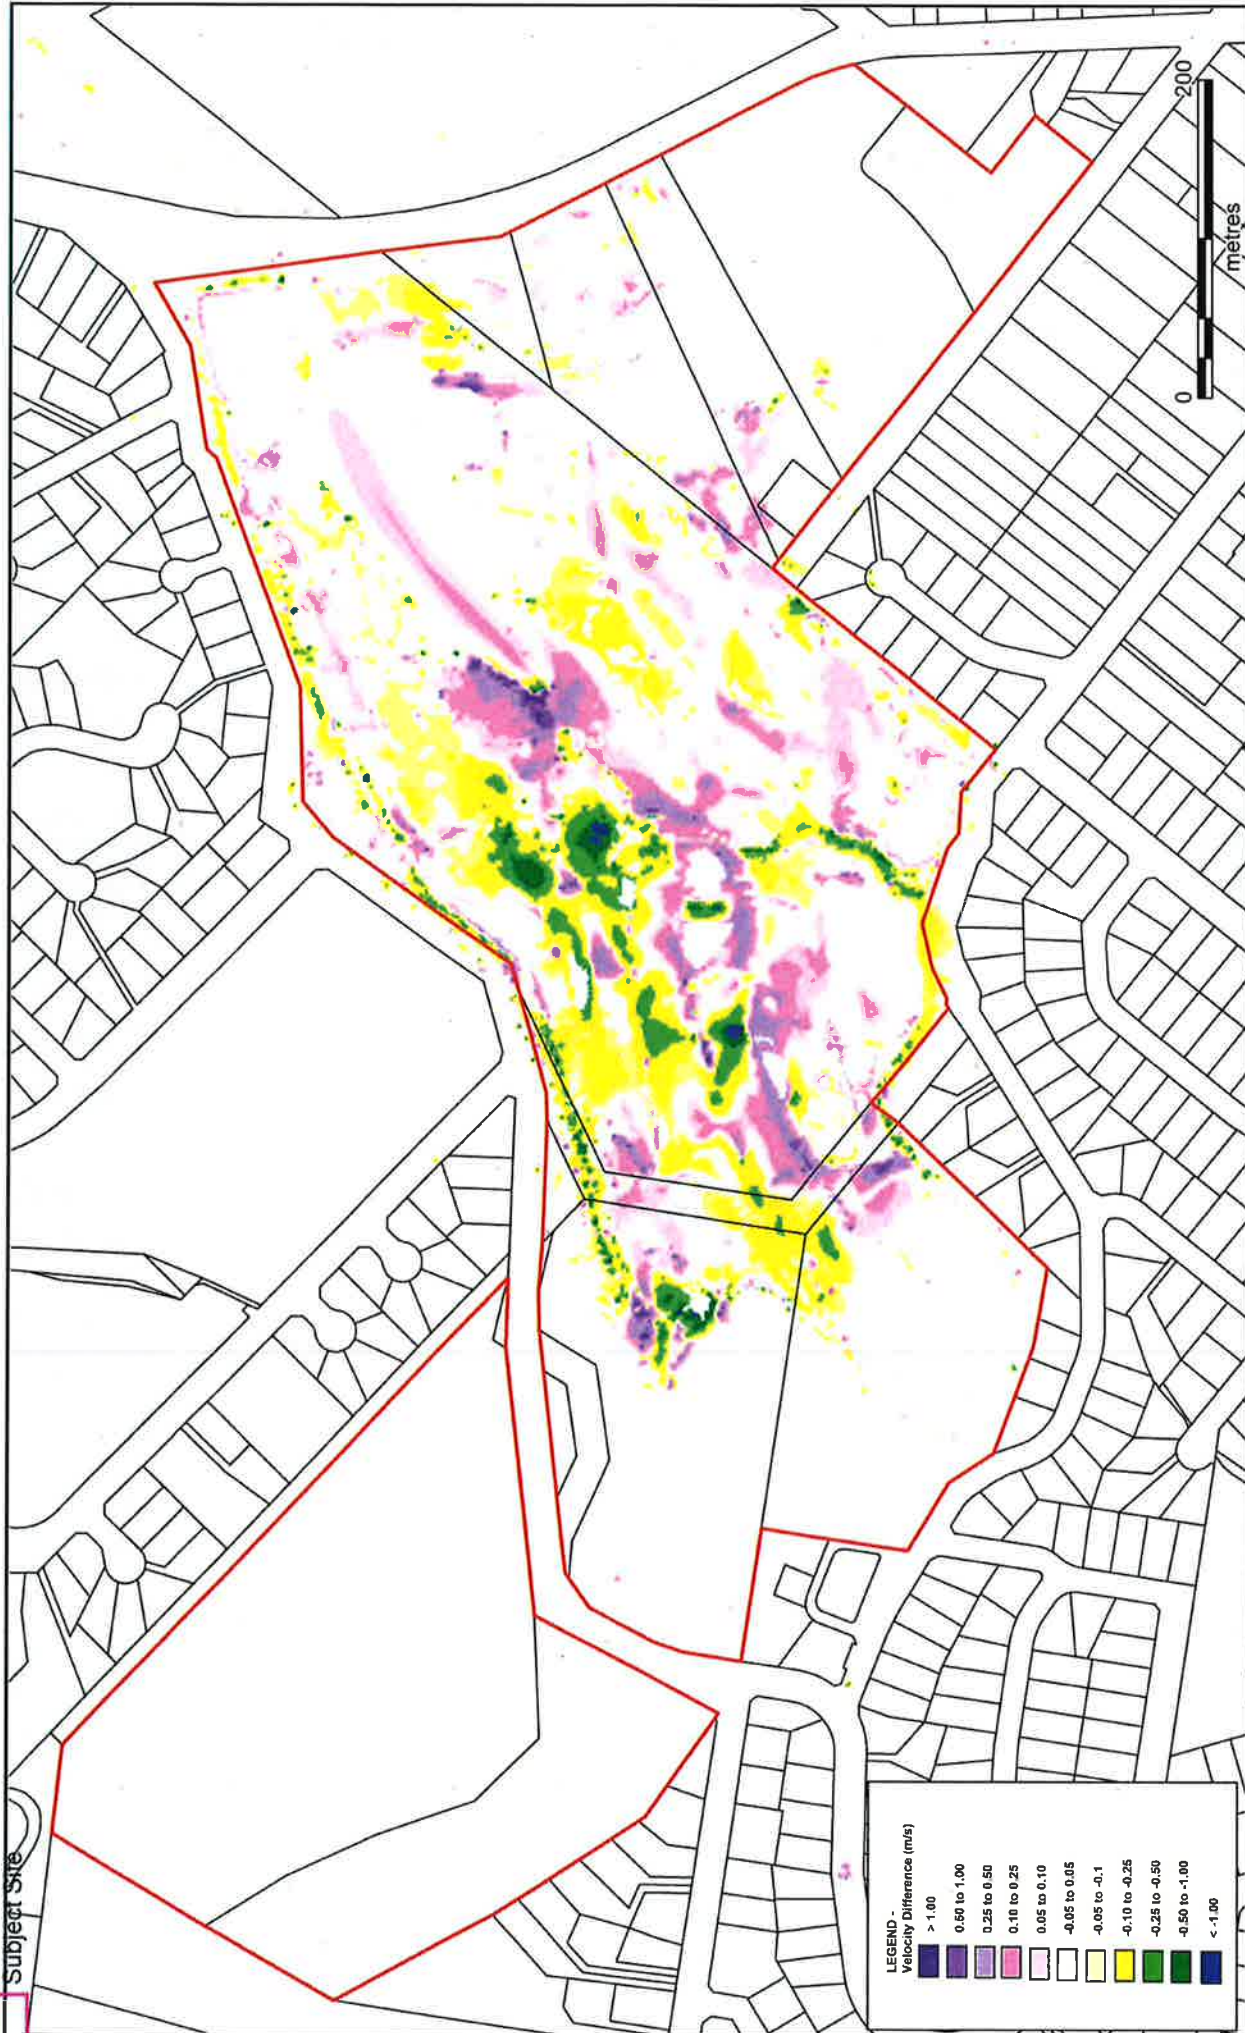 Subject Site
0
200
metres
LEGEND -
Velocity Difference (m/s)
> 1.00
0.50 to 1.00
0.25 to 0.50
0.10 to 0.25
0.05 to 0.10
-0.05 to 0.05
-0.05 to -0.1
-0.10 to -0.25
-0.25 to -0.50
-0.50 to -1.00
< -1.00